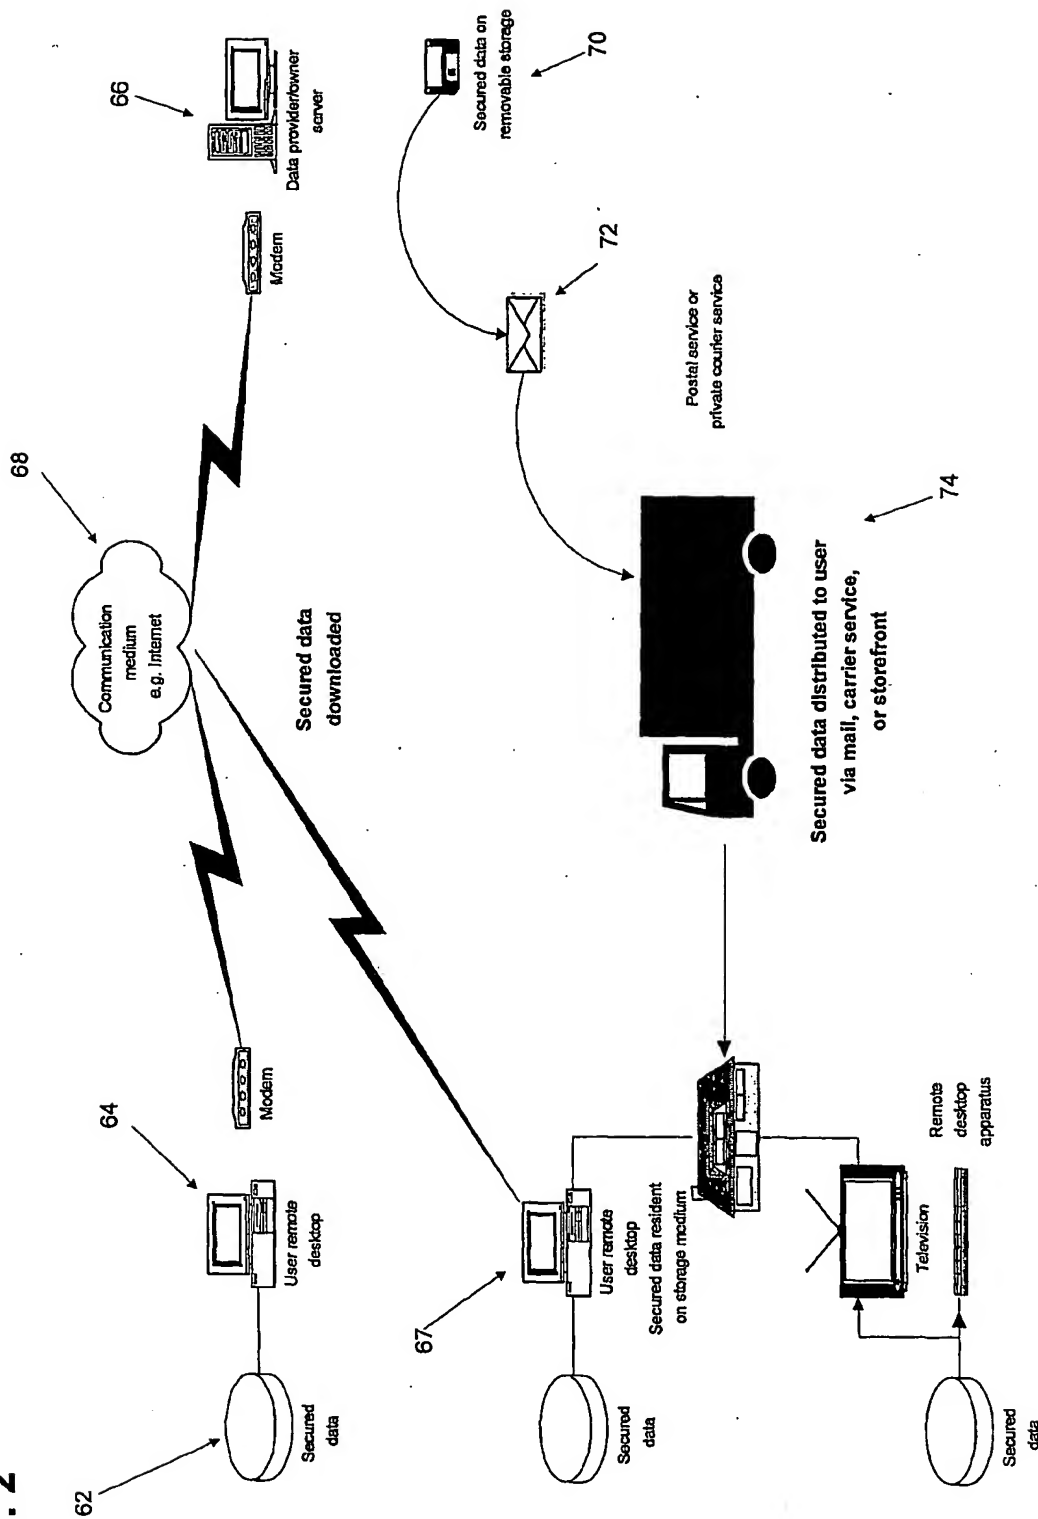 . 2
62
Secured
data
64
User remote
desktop
Modem
68
Communication
medium
e.g. Internet
Modem
66
Data provider/owner
server
Secured data
downloaded
67
Secured
data
User remote
desktop
Secured data resident
on storage medium
72
Secured data on
removable storage
70
Postal service or
private courier service
74
Secured data distributed to user
via mail, carrier service,
or storefront
Secured
data
Television
Remote
desktop
apparatus